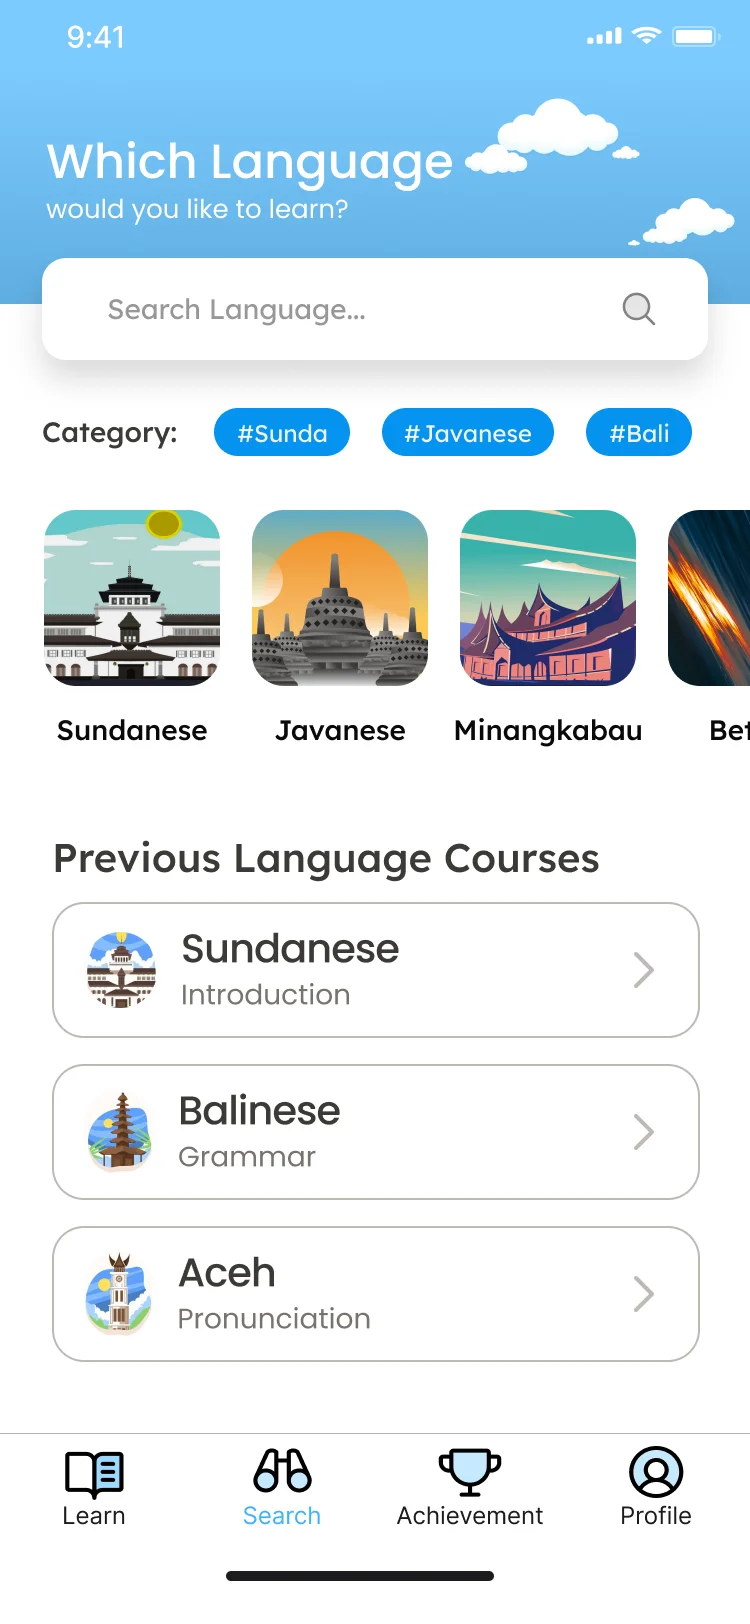 9:41
Which Language
would you like to learn?
Search Language...
Category:
#Sunda
#Javanese
#Bali
Sundanese
Javanese
Minangkabau
Bet
Previous Language Courses
Sundanese
Introduction
Balinese
Grammar
Aceh
Pronunciation
Learn
Search
Achievement
Profile